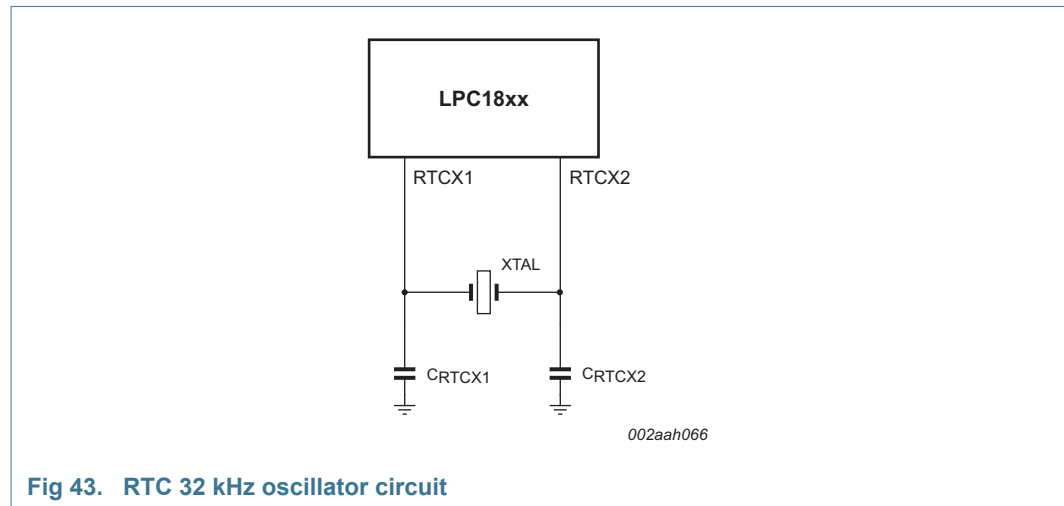 LPC18xx
RTCX1 RTCX2
XTAL
CRTCX1 CRTCX2
002aah066
Fig 43. RTC 32 kHz oscillator circuit